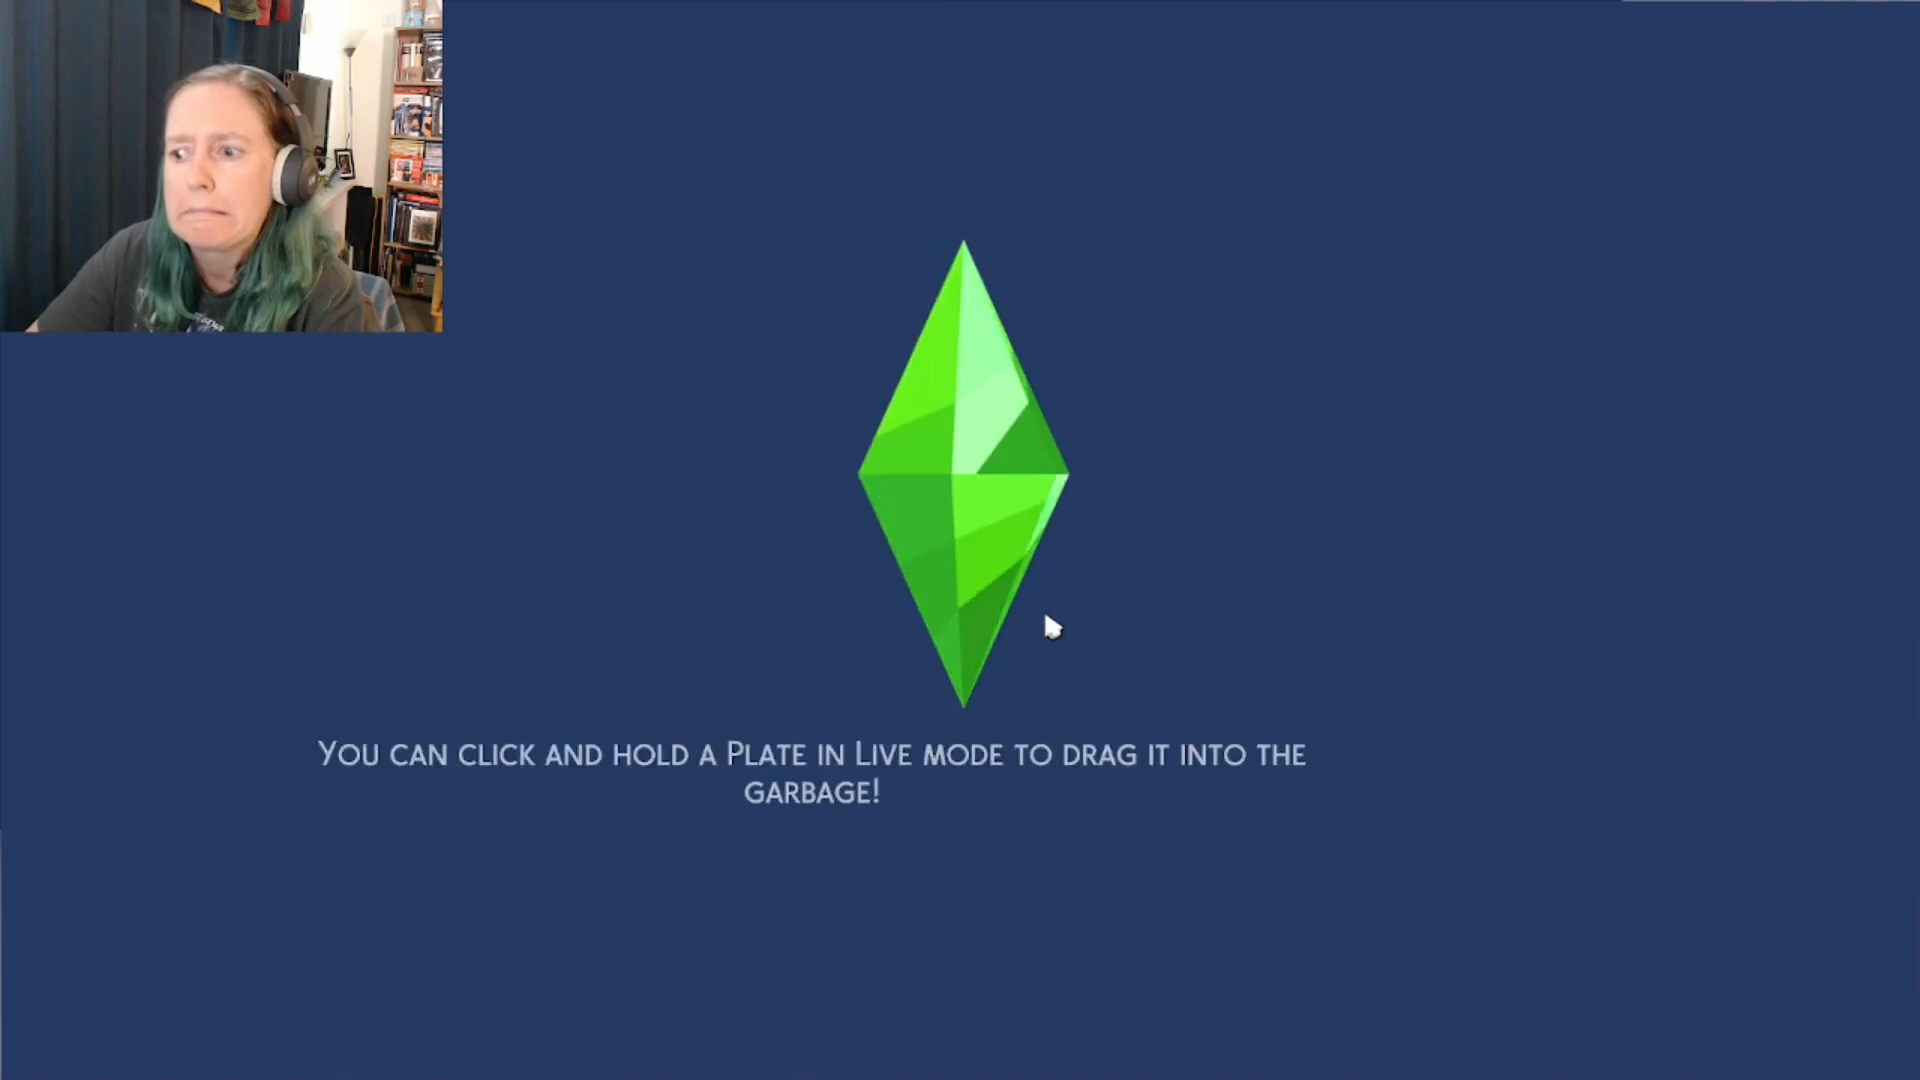 You can click and hold a Plate in Live mode to drag it into the
garbage!